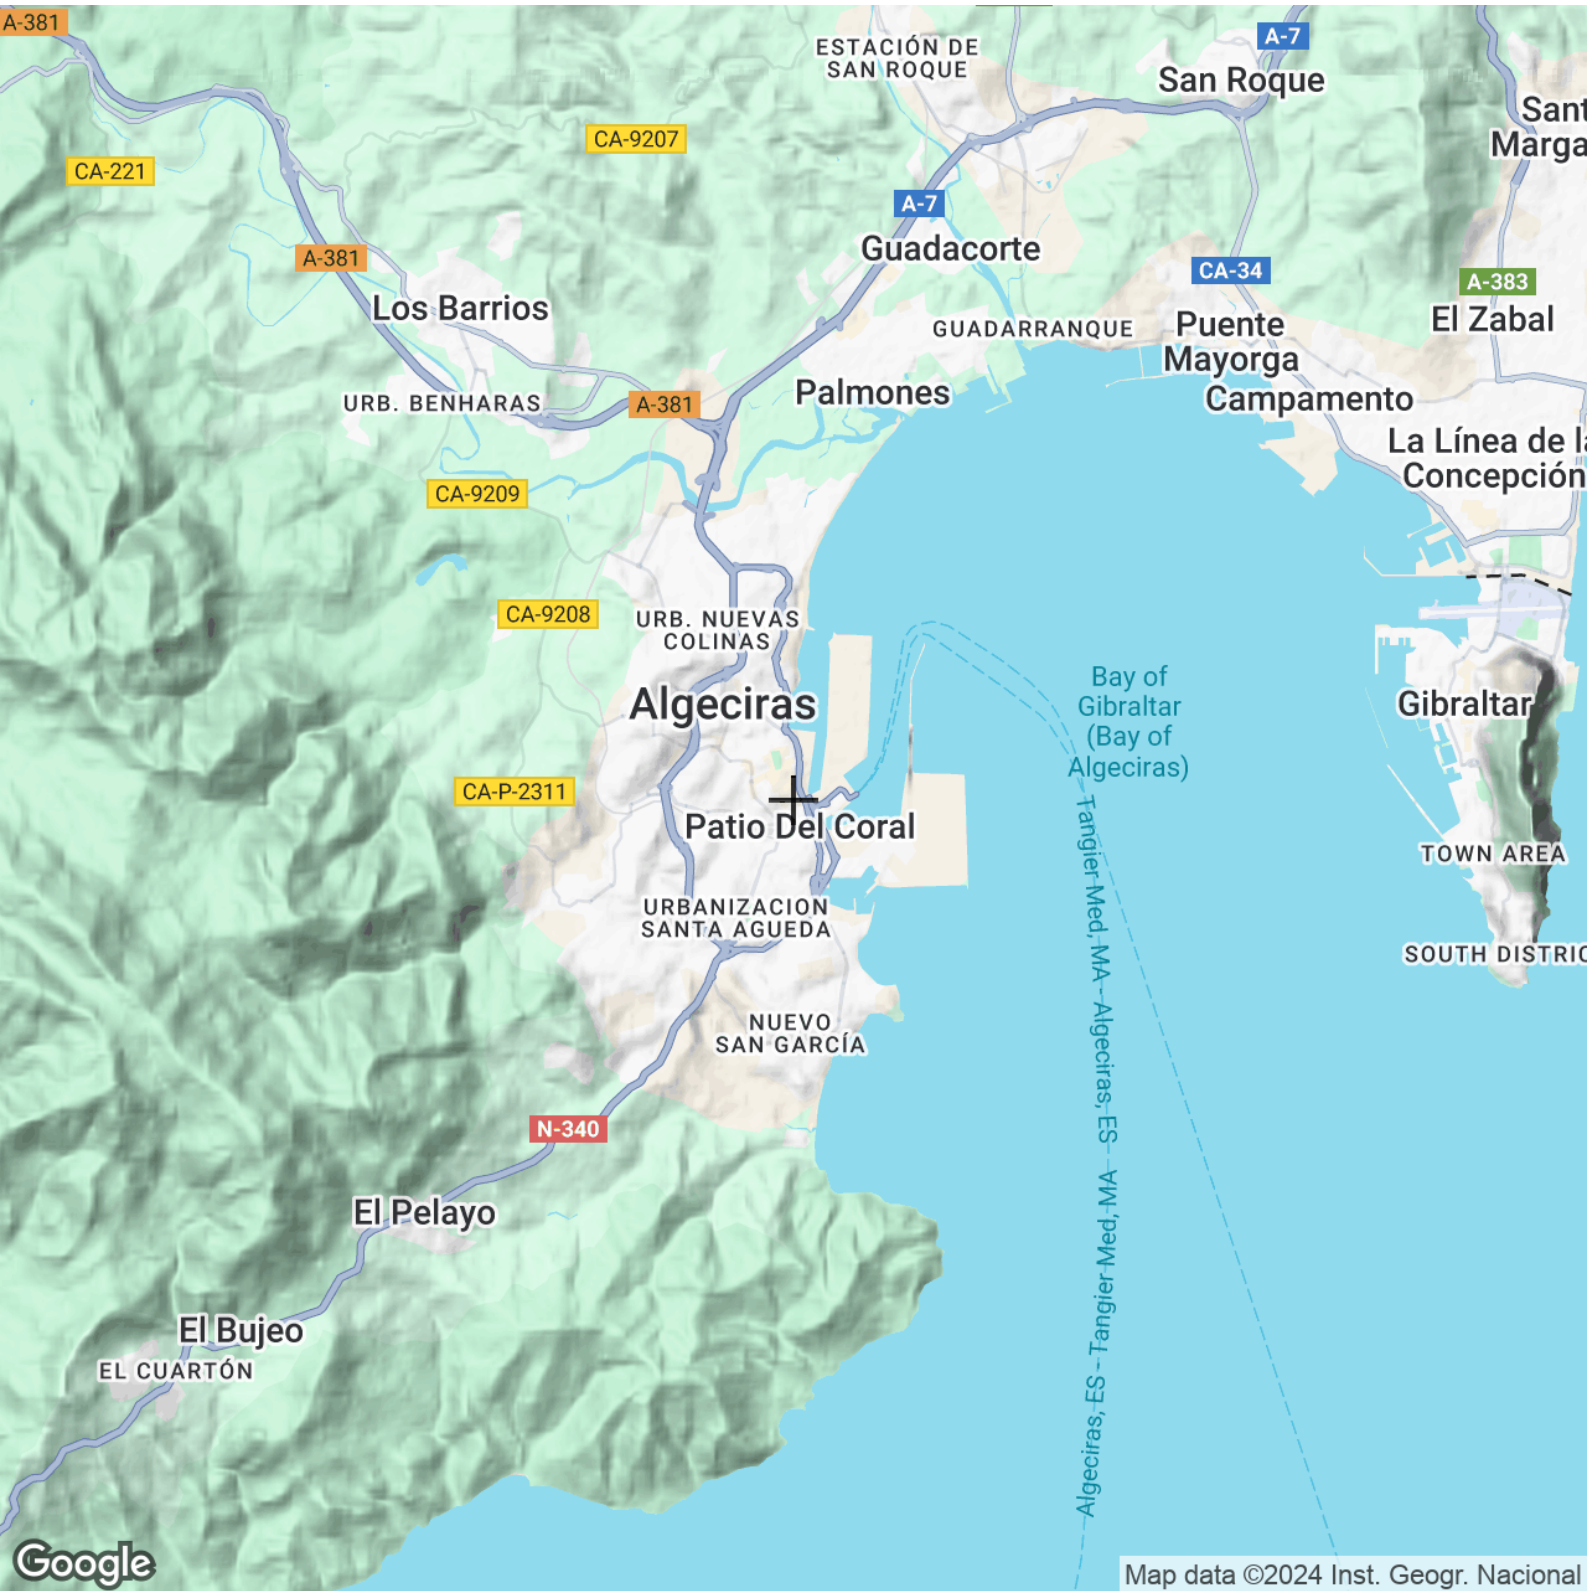 A-381
ESTACIÓN DE
SAN ROQUE
A-7
San Roque
CA-9207
CA-221
Sant
Marga
A-7
Guadacorte
A-381
CA-34
A-383
Los Barrios
GUADARRANQUE
Puente
Mayorga
El Zabal
URB. BENHARAS
A-381
Palmones
Campamento
La Línea de la
Concepción
CA-9209
CA-9208
URB. NUEVAS
COLINAS
Algeciras
Bay of
Gibraltar
(Bay of
Algeciras)
Gibraltar
CA-P-2311
Patio Del Coral
TOWN AREA
URBANIZACION
SANTA AGUEDA
SOUTH DISTRIC
Tangier Med, MA - Algeciras, ES
NUEVO
SAN GARCÍA
N-340
El Pelayo
Algeciras, ES - Tangier Med, MA
El Bujeo
EL CUARTÓN
Google
Map data ©2024 Inst. Geogr. Nacional